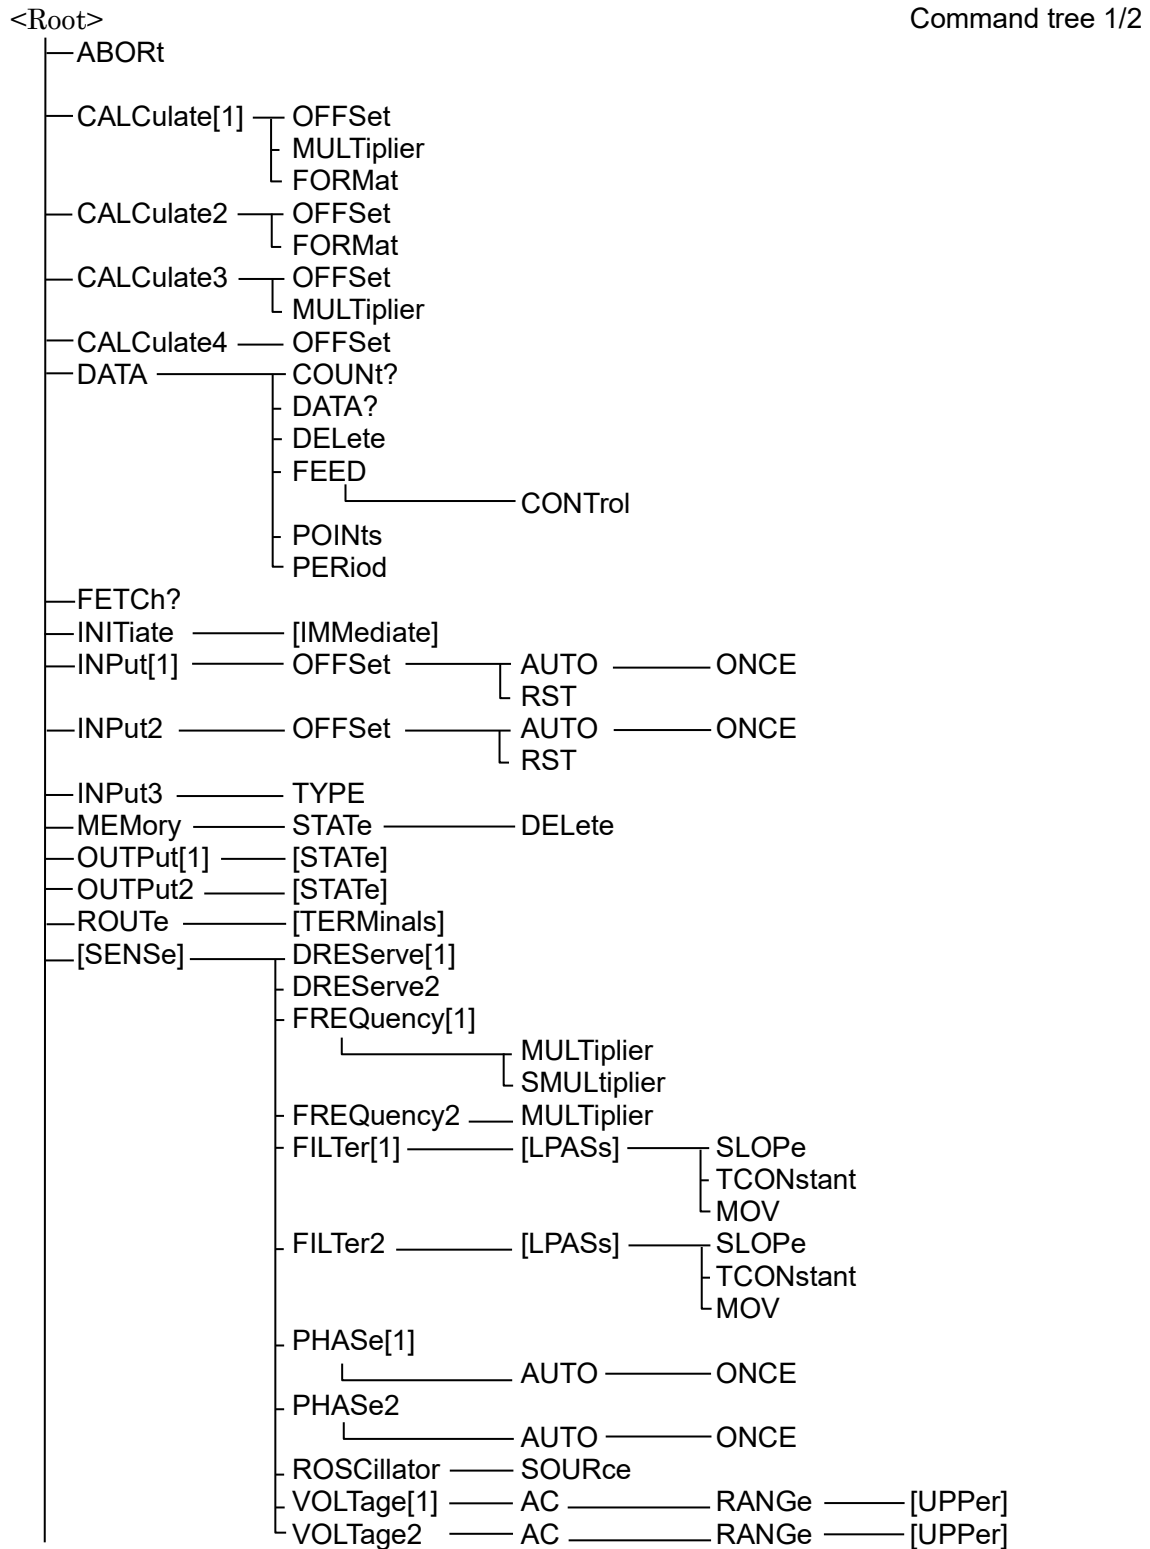 <Root> Command tree 1/2
ABORt
CALCulate[1] OFFSet
MULTiplier
FORMat
CALCulate2 OFFSet
FORMat
CALCulate3 OFFSet
MULTiplier
CALCulate4 OFFSet
DATA COUNt?
DATA?
DELete
FEED
CONTrol
POINts
PERiod
FETCh?
INITiate [IMMediate]
INPut[1] OFFSet AUTO ONCE
RST
INPut2 OFFSet AUTO ONCE
RST
INPut3 TYPE
MEMory STATe DELete
OUTPut[1] [STATe]
OUTPut2 [STATe]
ROUTe [TERMinals]
[SENSe] DREServe[1]
DREServe2
FREQuency[1]
MULTiplier
SMULtiplier
FREQuency2 MULTiplier
FILTer[1] [LPASs] SLOPe
TCONstant
MOV
FILTer2 [LPASs] SLOPe
TCONstant
MOV
PHASe[1]
AUTO ONCE
PHASe2
AUTO ONCE
ROSCillator SOURce
VOLTage[1] AC RANGe [UPPer]
VOLTage2 AC RANGe [UPPer]